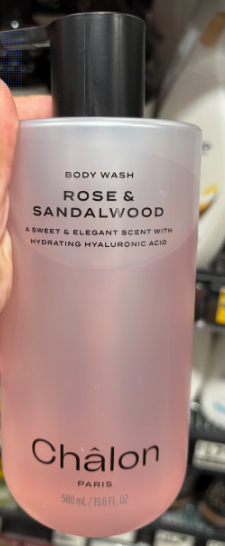 BODY WASH
ROSE &
SANDALWOOD
A SWEET & ELEGANT SCENT WITH
HYDRATING HYALURONIC ACID
Châlon
PARIS
580 mL / 19.6 FL. OZ